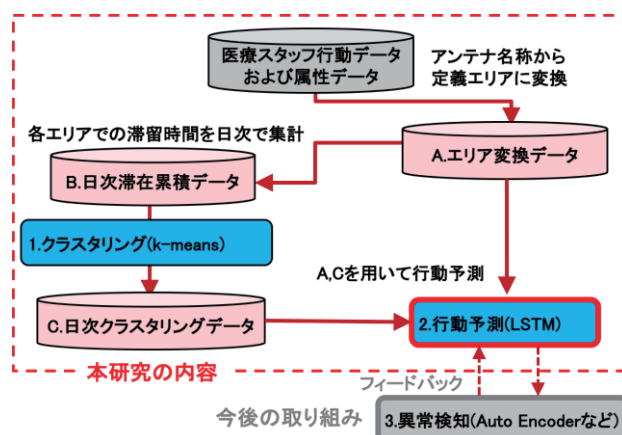 医療スタッフ行動データ
および属性データ
アンテナ名称から
定義エリアに変換
各エリアでの滞留時間を日次で集計
A.エリア変換データ
B.日次滞在累積データ
1.クラスタリング(k-means)
A,Cを用いて行動予測
C.日次クラスタリングデータ
2.行動予測(LSTM)
本研究の内容
フィードバック
今後の取り組み
3.異常検知(Auto Encoderなど)